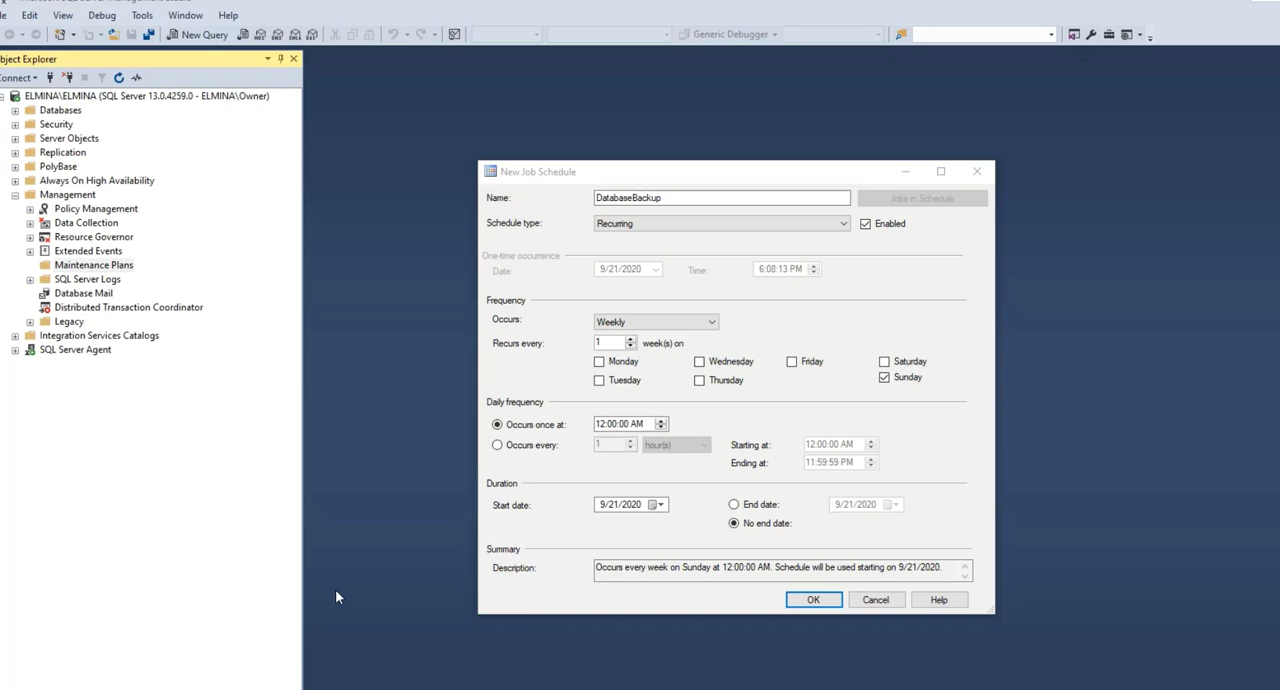 Edit View Debug Tools Window Help
New Query Generic Debugger
bject Explorer
onnect
ELMINA\ELMINA (SQL Server 13.0.4259.0 - ELMINA\Owner)
Databases
Security
Server Objects
Replication
PolyBase
Always On High Availability
Management
Policy Management
Data Collection
Resource Governor
Extended Events
Maintenance Plans
SQL Server Logs
Database Mail
Distributed Transaction Coordinator
Legacy
Integration Services Catalogs
SQL Server Agent
New Job Schedule
Name: DatabaseBackup Jobs in Schedule
Schedule type: Recurring Enabled
One-time occurrence
Date: 9/21/2020 Time: 6:08:13 PM
Frequency
Occurs: Weekly
Recurs every: 1 week(s) on
Monday Wednesday Friday Saturday
Tuesday Thursday Sunday
Daily frequency
Occurs once at: 12:00:00 AM
Occurs every: 1 hour(s) Starting at: 12:00:00 AM
Ending at: 11:59:59 PM
Duration
Start date: 9/21/2020 End date: 9/21/2020
No end date:
Summary
Description: Occurs every week on Sunday at 12:00:00 AM. Schedule will be used starting on 9/21/2020.
OK Cancel Help